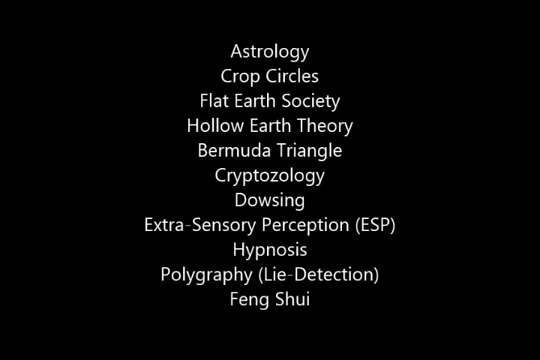 Astrology
Crop Circles
Flat Earth Society
Hollow Earth Theory
Bermuda Triangle
Cryptozology
Dowsing
Extra-Sensory Perception (ESP)
Hypnosis
Polygraphy (Lie-Detection)
Feng Shui